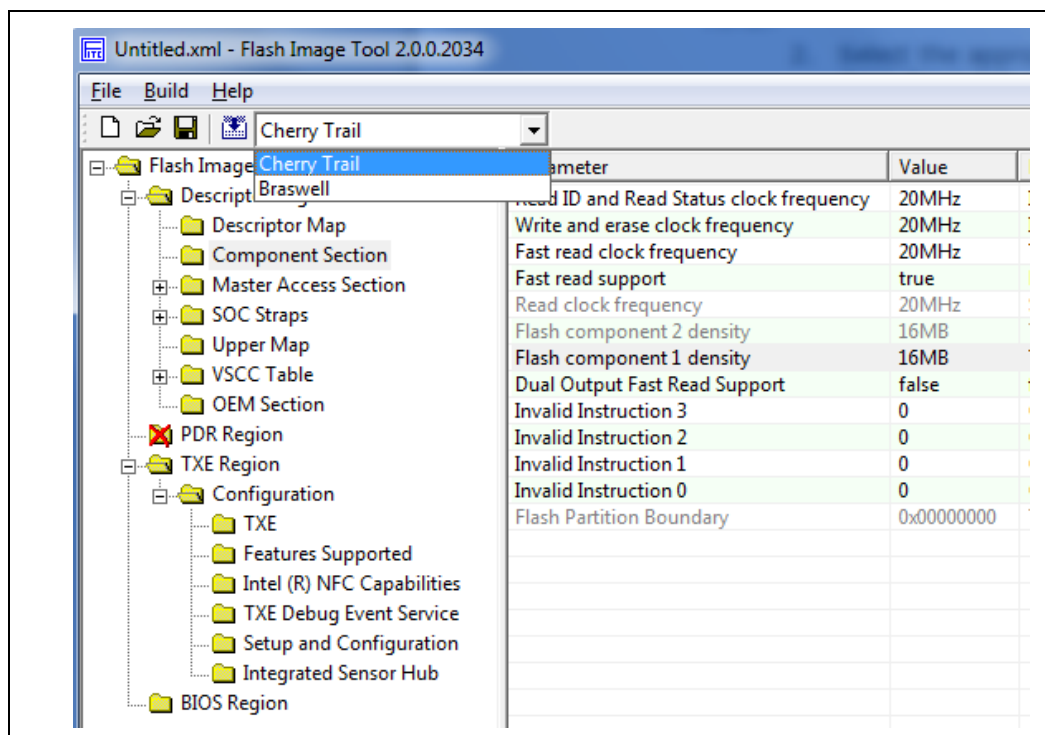 Untitled.xml - Flash Image Tool 2.0.0.2034
File Build Help
Cherry Trail
Cherry Trail
Braswell
Flash Image
Descript
Descriptor Map
Component Section
Master Access Section
SOC Straps
Upper Map
VSCC Table
OEM Section
PDR Region
TXE Region
Configuration
TXE
Features Supported
Intel (R) NFC Capabilities
TXE Debug Event Service
Setup and Configuration
Integrated Sensor Hub
BIOS Region
Value
Read ID and Read Status clock frequency 20MHz
Write and erase clock frequency 20MHz
Fast read clock frequency 20MHz
Fast read support true
Read clock frequency 20MHz
Flash component 2 density 16MB
Flash component 1 density 16MB
Dual Output Fast Read Support false
Invalid Instruction 3 0
Invalid Instruction 2 0
Invalid Instruction 1 0
Invalid Instruction 0 0
Flash Partition Boundary 0x00000000